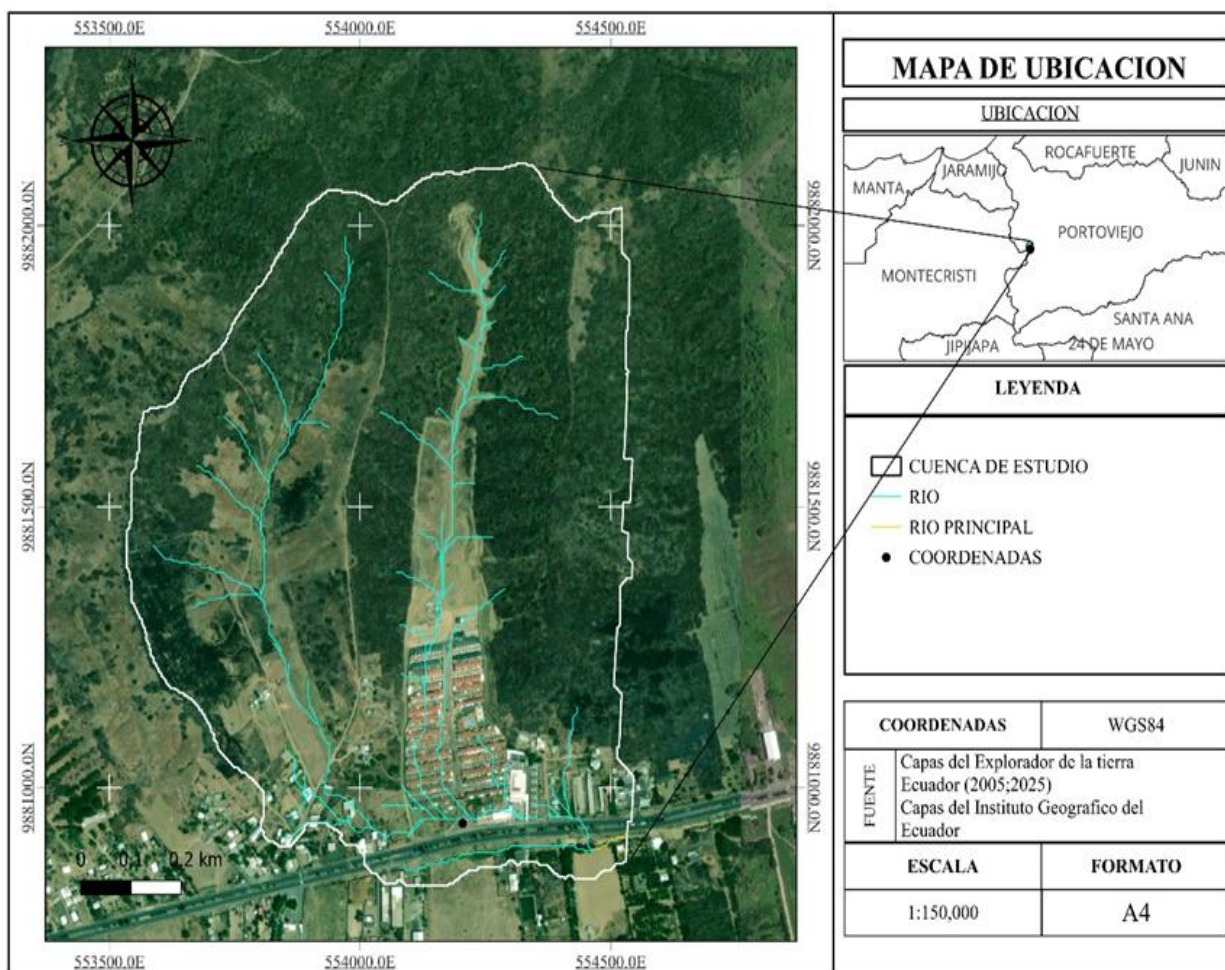 553500.0E
554000.0E
554500.0E
9882000.0N
9882000.0N
9881500.0N
9881500.0N
9881000.0N
9881000.0N
0 0.1 0.2 km
553500.0E
554000.0E
554500.0E
MAPA DE UBICACION
UBICACION
ROCAFUERTE
JUNIN
JARAMIJO
MANTA
PORTOVIEJO
MONTECRISTI
SANTA ANA
JIPIJAPA
24 DE MAYO
LEYENDA
CUENCA DE ESTUDIO
RIO
RIO PRINCIPAL
COORDENADAS
COORDENADAS
WGS84
FUENTE
Capas del Explorador de la tierra
Ecuador (2005;2025)
Capas del Instituto Geografico del
Ecuador
ESCALA
FORMATO
1:150,000
A4